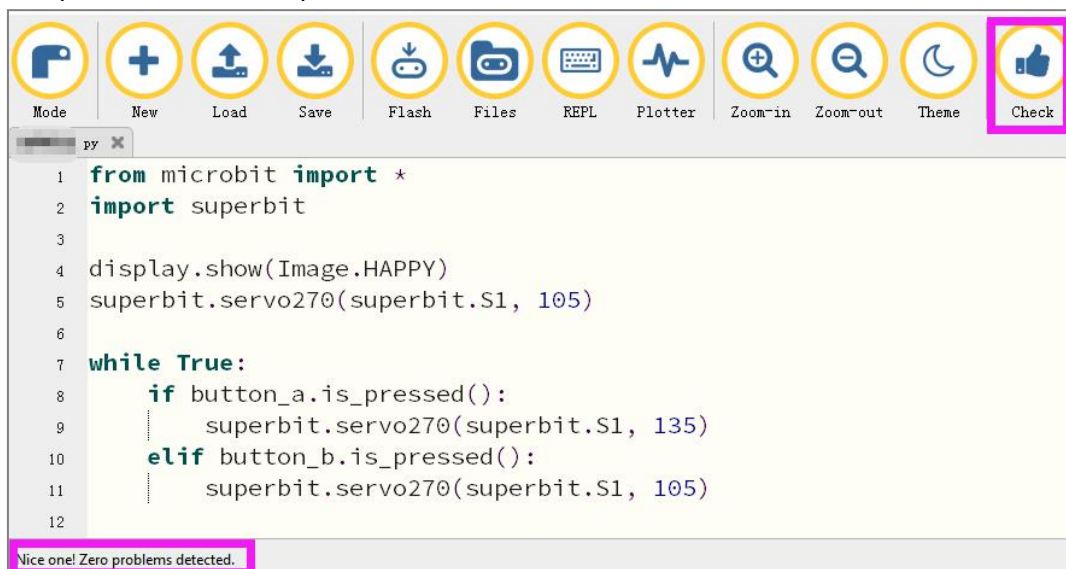 Mode New Load Save Flash Files REPL Plotter Zoom-in Zoom-out Theme Check
py
1 from microbit import *
2 import superbit
3
4 display.show(Image.HAPPY)
5 superbit.servo270(superbit.S1, 105)
6
7 while True:
8 if button_a.is_pressed():
9 superbit.servo270(superbit.S1, 135)
10 elif button_b.is_pressed():
11 superbit.servo270(superbit.S1, 105)
12
Nice one! Zero problems detected.